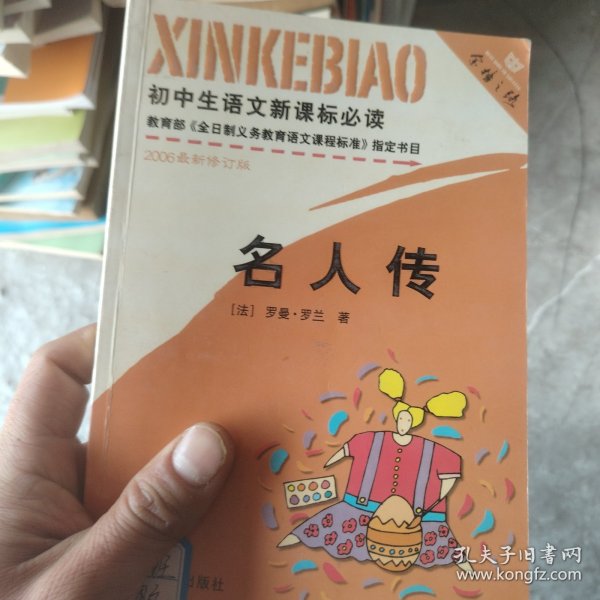 XINKEBIAO
初中生语文新课标必读
教育部《全日制义务教育语文课程标准》指定书目
2006最新修订版
名人传
[法] 罗曼·罗兰 著
出版社
孔夫子旧书网
www.kongfz.com